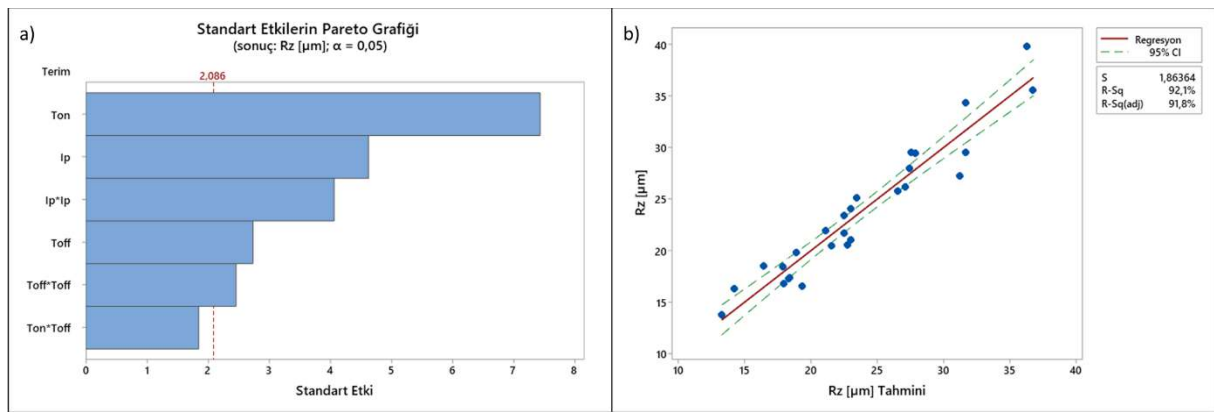 a)
Standart Etkilerin Pareto Grafiği
(sonuç: Rz [µm]; α = 0,05)
Terim
2,086
Ton
Ip
Ip*Ip
Toff
Toff*Toff
Ton*Toff
0 1 2 3 4 5 6 7 8
Standart Etki
b)
40
35
30
25
20
15
10
Rz [µm]
10 15 20 25 30 35 40
Rz [µm] Tahmini
Regresyon
95% CI
S 1,86364
R-Sq 92,1%
R-Sq(adj) 91,8%